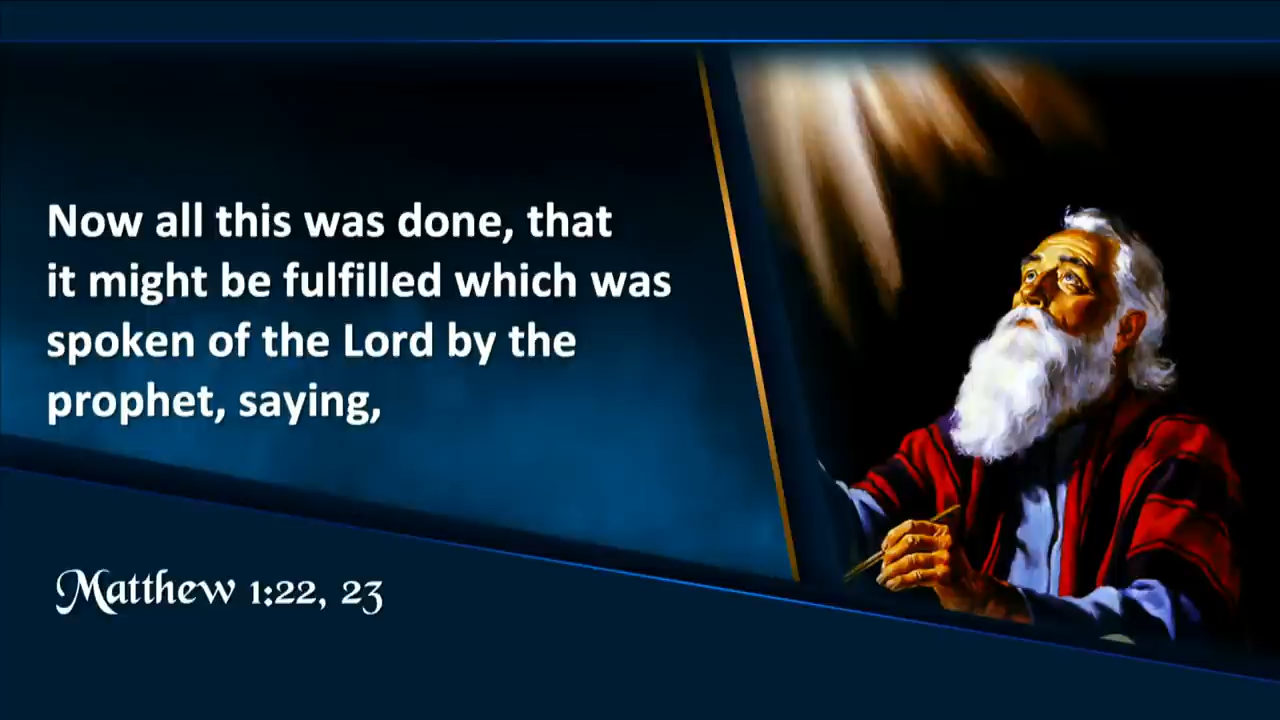 Now all this was done, that
it might be fulfilled which was
spoken of the Lord by the
prophet, saying,
Matthew 1:22, 23